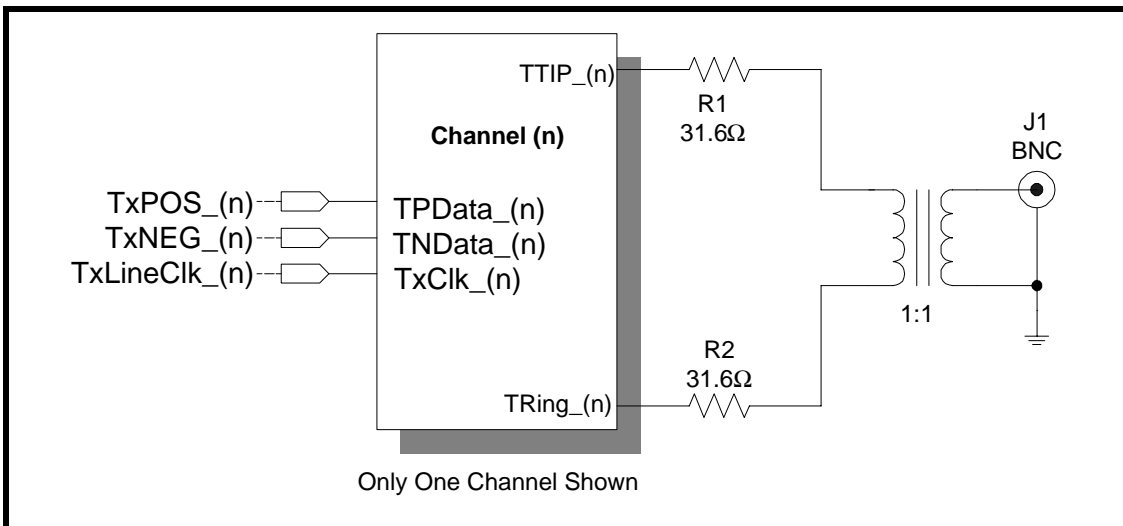 TTIP_(n)
R1
31.6Ω
J1
BNC
Channel (n)
TxPOS_(n)
TPData_(n)
TxNEG_(n)
TNData_(n)
TxLineClk_(n)
TxClk_(n)
1:1
R2
31.6Ω
TRing_(n)
Only One Channel Shown